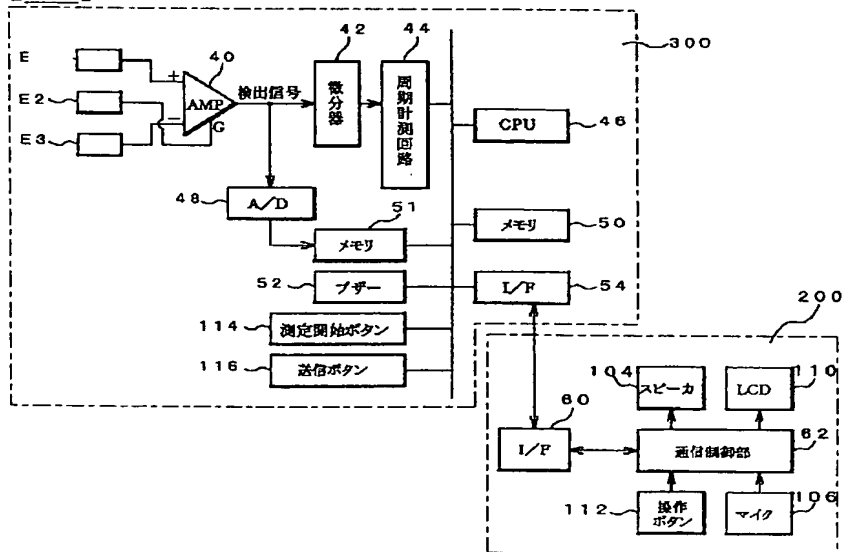 42
44
300
E
40
+
AMP
検出信号
微分器
周期計測回路
E2
−
G
CPU
46
E3
48
A/D
51
メモリ
メモリ
50
52
ブザー
I/F
54
200
114
測定開始ボタン
116
送信ボタン
104
スピーカ
LCD
110
60
I/F
通信制御部
62
112
操作
ボタン
マイク
106